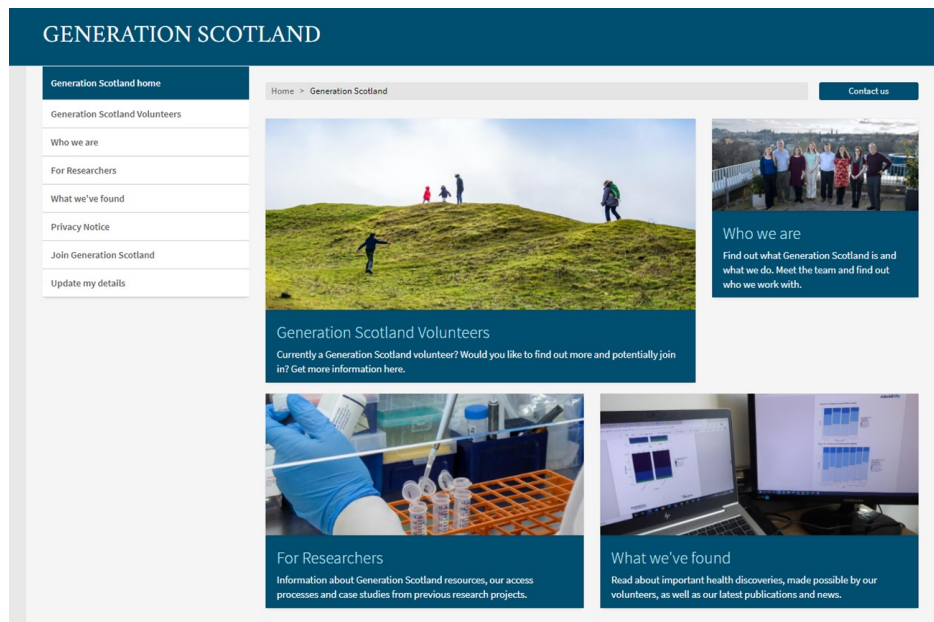 GENERATION SCOTLAND
Generation Scotland home
Generation Scotland Volunteers
Who we are
For Researchers
What we've found
Privacy Notice
Join Generation Scotland
Update my details
Home > Generation Scotland
Contact us
Generation Scotland Volunteers
Currently a Generation Scotland volunteer? Would you like to find out more and potentially join
in? Get more information here.
Who we are
Find out what Generation Scotland is and
what we do. Meet the team and find out
who we work with.
For Researchers
Information about Generation Scotland resources, our access
processes and case studies from previous research projects.
What we've found
Read about important health discoveries, made possible by our
volunteers, as well as our latest publications and news.